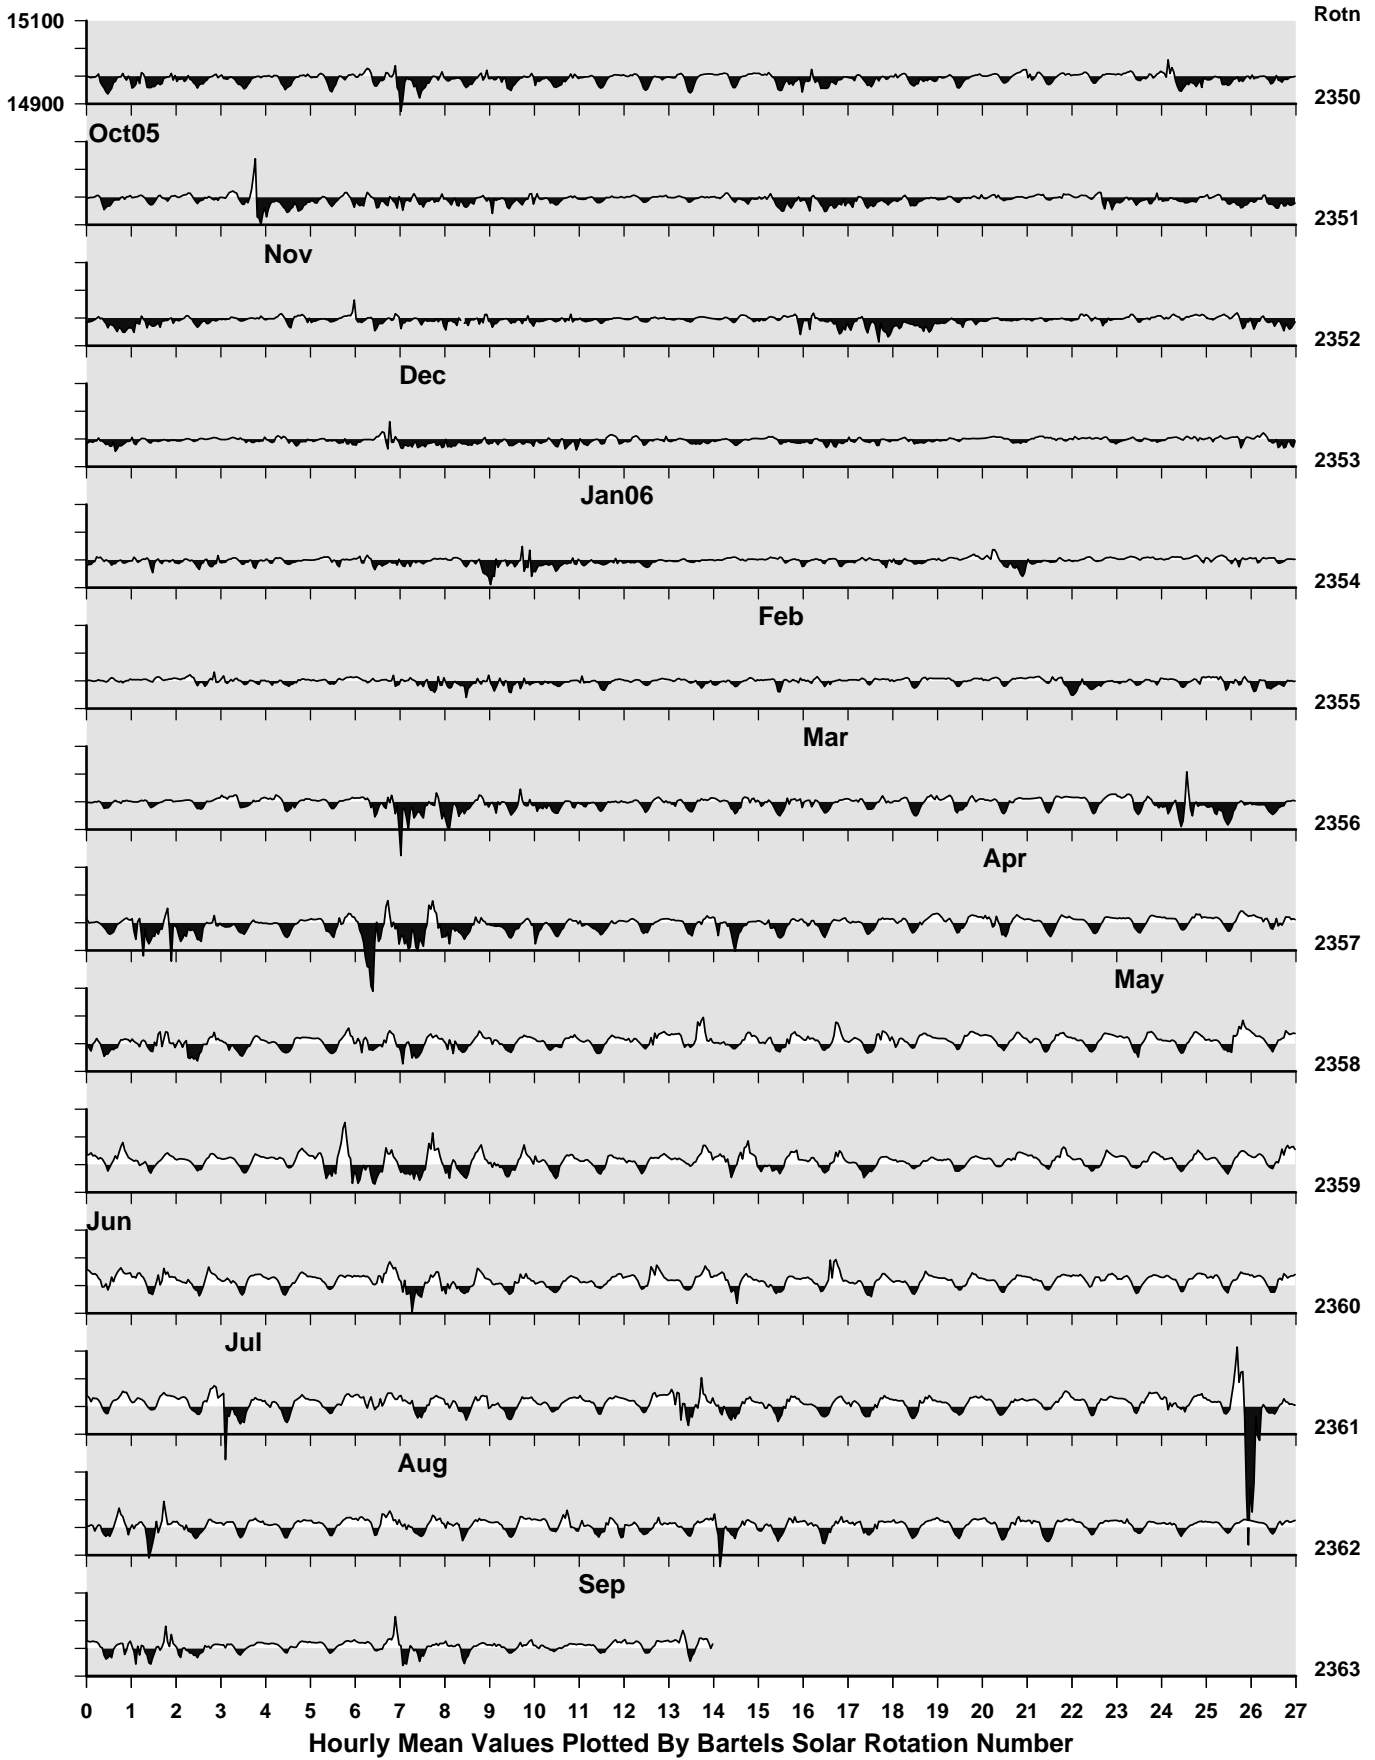 15100
Rotn
14900
2350
Oct05
2351
Nov
2352
Dec
2353
Jan06
2354
Feb
2355
Mar
2356
Apr
2357
May
2358
2359
Jun
2360
Jul
2361
Aug
2362
Sep
2363
0 1 2 3 4 5 6 7 8 9 10 11 12 13 14 15 16 17 18 19 20 21 22 23 24 25 26 27
Hourly Mean Values Plotted By Bartels Solar Rotation Number